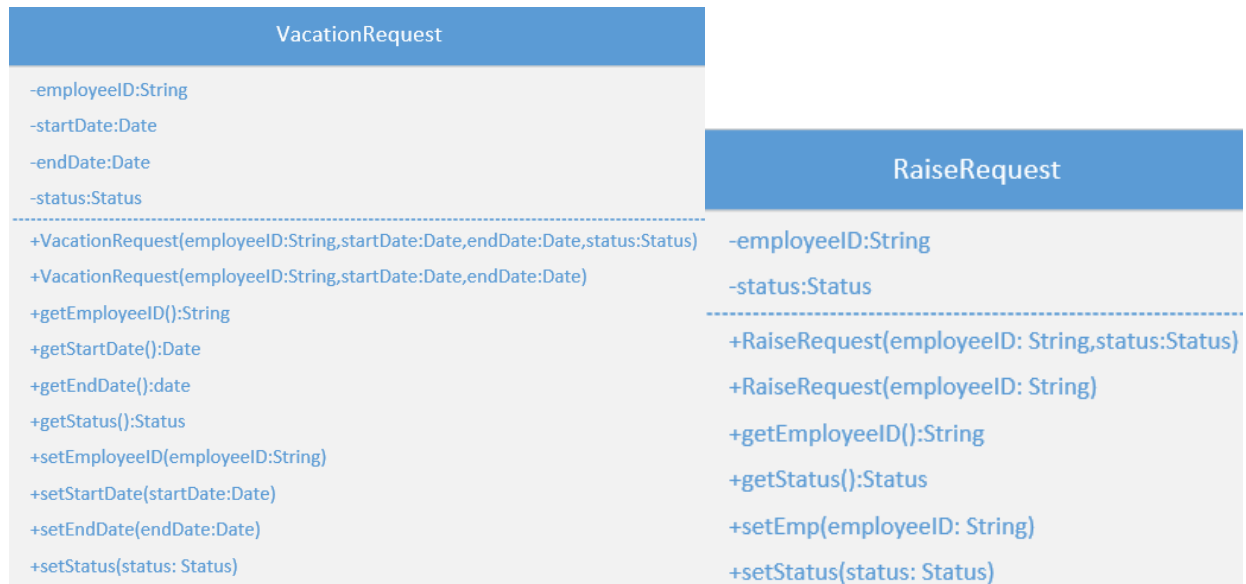 VacationRequest
-employeeID:String
-startDate:Date
-endDate:Date
-status:Status
+VacationRequest(employeeID:String,startDate:Date,endDate:Date,status:Status)
+VacationRequest(employeeID:String,startDate:Date,endDate:Date)
+getEmployeeID():String
+getStartDate():Date
+getEndDate():date
+getStatus():Status
+setEmployeeID(employeeID:String)
+setStartDate(startDate:Date)
+setEndDate(endDate:Date)
+setStatus(status: Status)
RaiseRequest
-employeeID:String
-status:Status
+RaiseRequest(employeeID: String,status:Status)
+RaiseRequest(employeeID: String)
+getEmployeeID():String
+getStatus():Status
+setEmp(employeeID: String)
+setStatus(status: Status)